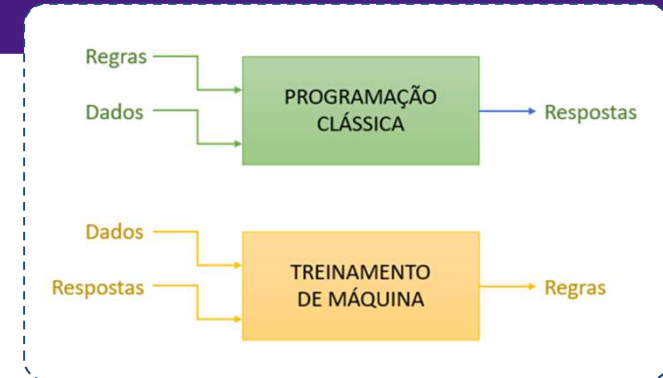 Regras
Dados
PROGRAMAÇÃO
CLÁSSICA
Respostas
Dados
Respostas
TREINAMENTO
DE MÁQUINA
Regras